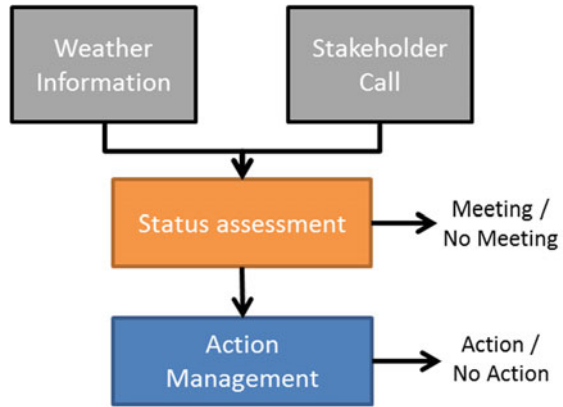 Weather
Information
Stakeholder
Call
Status assessment
Meeting /
No Meeting
Action
Management
Action /
No Action